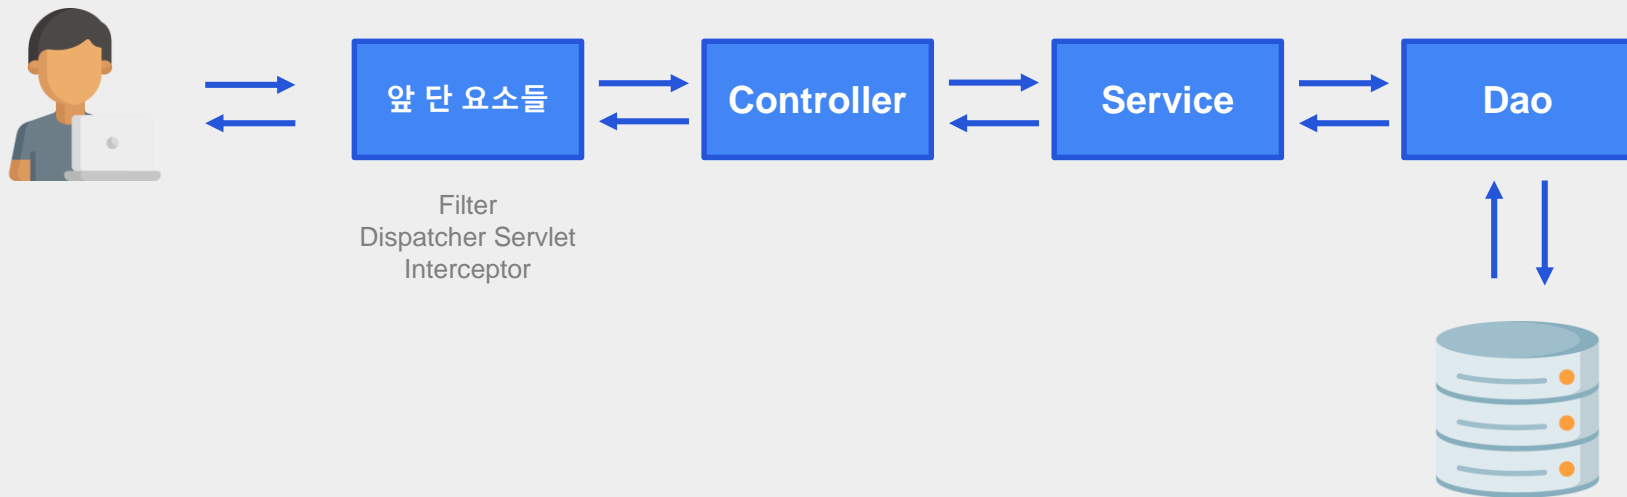 앞 단 요소들
Controller
Service
Dao
Filter
Dispatcher Servlet
Interceptor